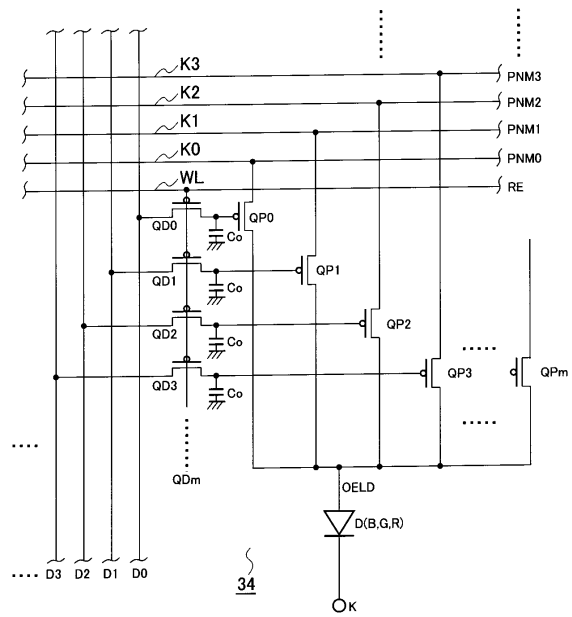 K3 PNM3
K2 PNM2
K1 PNM1
K0 PNM0
WL RE
QD0 Co QP0
QD1 Co QP1
QD2 Co QP2
QD3 Co QP3 QPm
QDm
OELD
D(B,G,R)
D3 D2 D1 D0
34
K